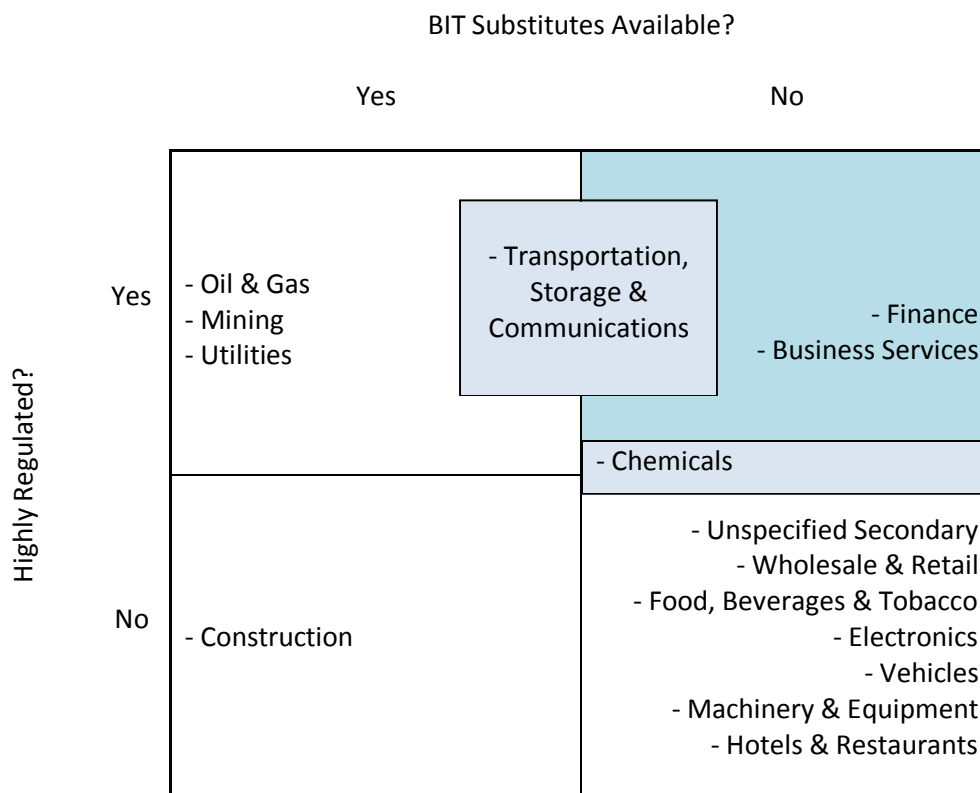 BIT Substitutes Available?
Yes
No
Highly Regulated?
Yes
- Oil & Gas
- Mining
- Utilities
- Transportation,
Storage &
Communications
- Finance
- Business Services
- Chemicals
No
- Construction
- Unspecified Secondary
- Wholesale & Retail
- Food, Beverages & Tobacco
- Electronics
- Vehicles
- Machinery & Equipment
- Hotels & Restaurants